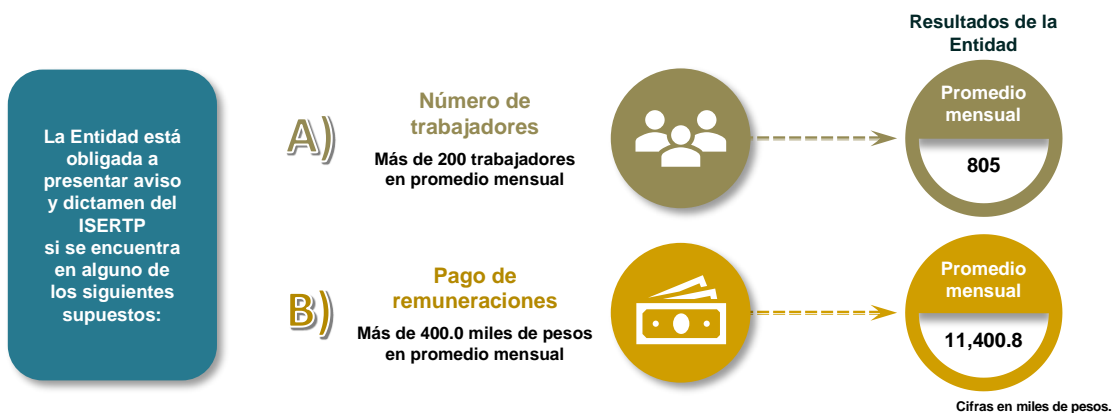 La Entidad está
obligada a
presentar aviso
y dictamen del
ISERTP
si se encuentra
en alguno de
los siguientes
supuestos:
A)
Número de
trabajadores
Más de 200 trabajadores
en promedio mensual
Resultados de la
Entidad
Promedio
mensual
805
B)
Pago de
remuneraciones
Más de 400.0 miles de pesos
en promedio mensual
Promedio
mensual
11,400.8
Cifras en miles de pesos.